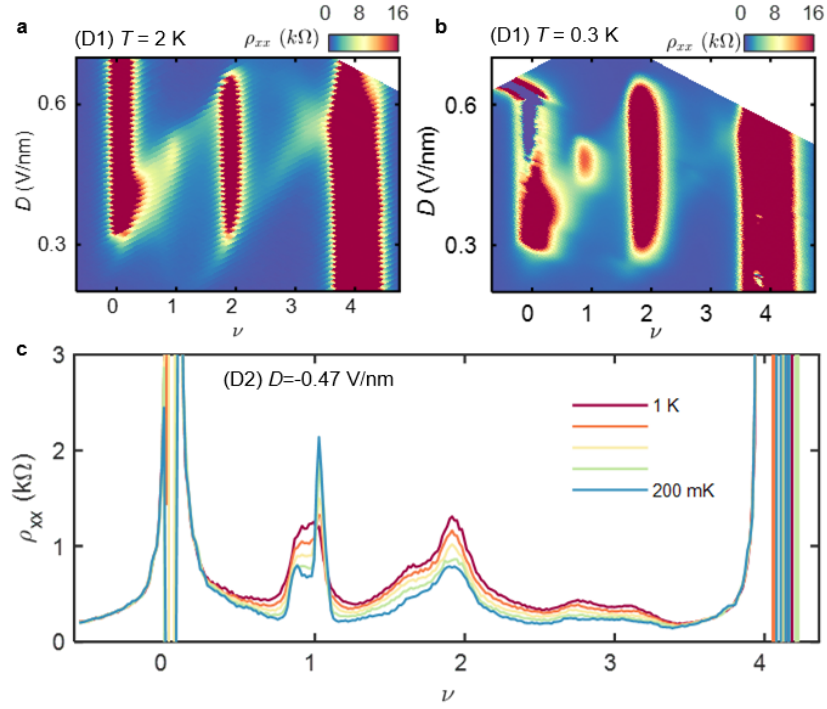 a
(D1) T = 2 K
ρxx (kΩ)
0 8 16
0.6
0.3
D (V/nm)
0 1 2 3 4
ν
b
(D1) T = 0.3 K
ρxx (kΩ)
0 8 16
0.6
0.3
D (V/nm)
0 1 2 3 4
ν
c
(D2) D=-0.47 V/nm
1 K
200 mK
3
2
1
0
ρxx (kΩ)
0 1 2 3 4
ν